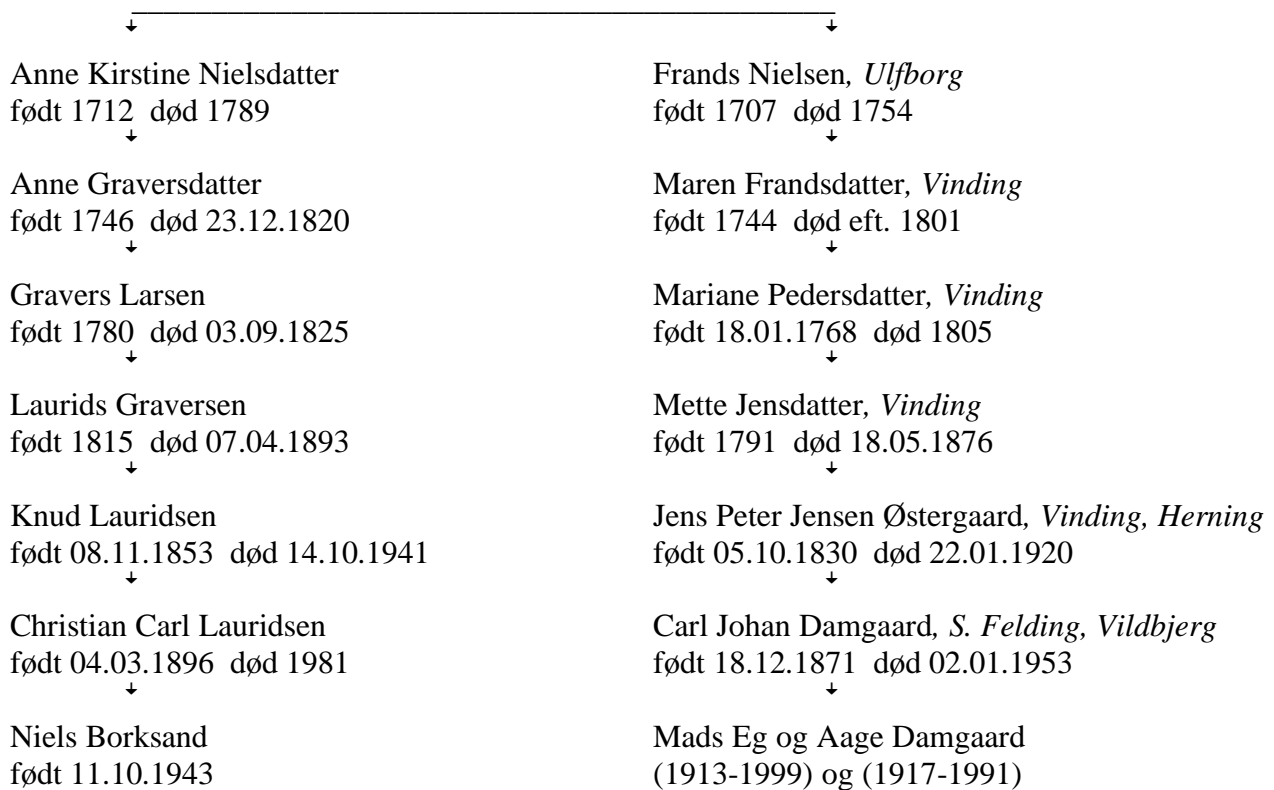 Anne Kirstine Nielsdatter
født 1712 død 1789
Anne Graversdatter
født 1746 død 23.12.1820
Gravers Larsen
født 1780 død 03.09.1825
Laurids Graversen
født 1815 død 07.04.1893
Knud Lauridsen
født 08.11.1853 død 14.10.1941
Christian Carl Lauridsen
født 04.03.1896 død 1981
Niels Borksand
født 11.10.1943
Frands Nielsen, Ulfborg
født 1707 død 1754
Maren Frandsdatter, Vinding
født 1744 død eft. 1801
Mariane Pedersdatter, Vinding
født 18.01.1768 død 1805
Mette Jensdatter, Vinding
født 1791 død 18.05.1876
Jens Peter Jensen Østergaard, Vinding, Herning
født 05.10.1830 død 22.01.1920
Carl Johan Damgaard, S. Felding, Vildbjerg
født 18.12.1871 død 02.01.1953
Mads Eg og Aage Damgaard
(1913-1999) og (1917-1991)